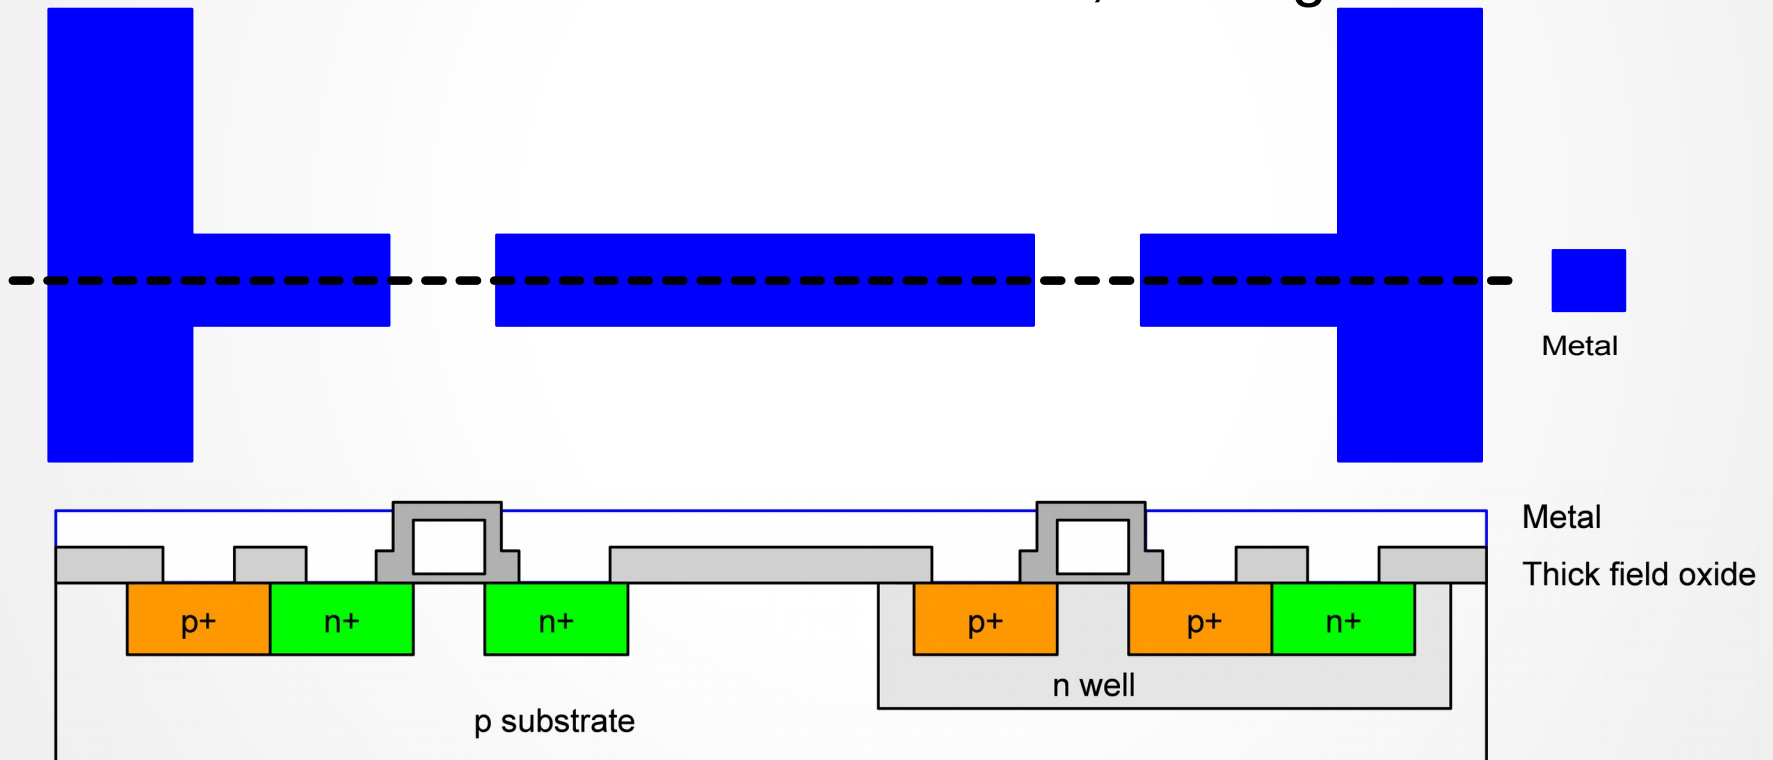 Metal
Metal
Thick field oxide
p+
n+
n+
p+
p+
n+
n well
p substrate